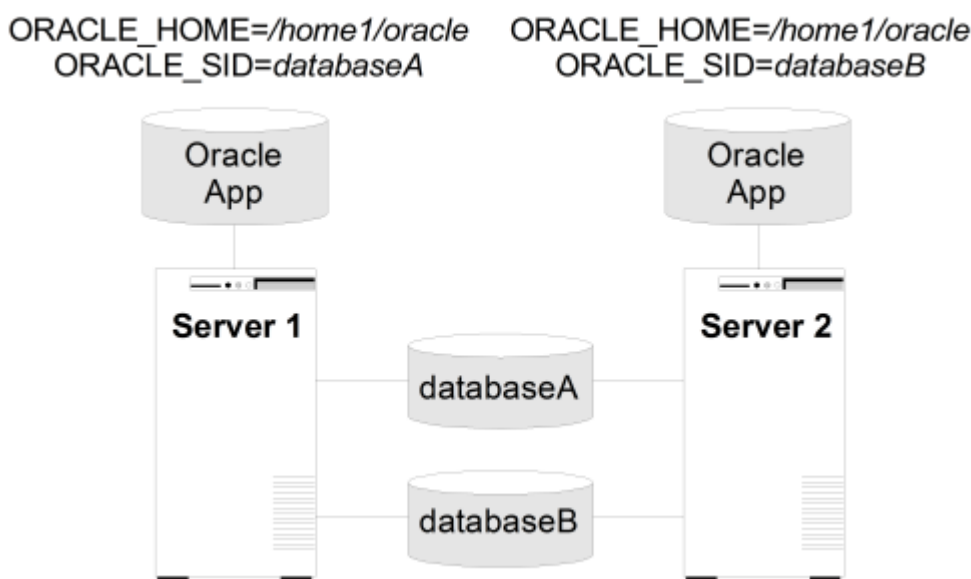 ORACLE_HOME=/home1/oracle
ORACLE_SID=databaseA
ORACLE_HOME=/home1/oracle
ORACLE_SID=databaseB
Oracle
App
Oracle
App
Server 1
Server 2
databaseA
databaseB